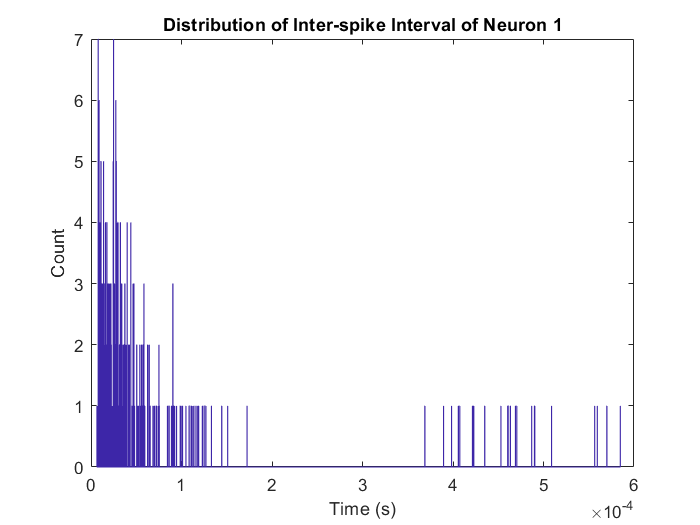 Distribution of Inter-spike Interval of Neuron 1
7
6
5
4
3
2
1
0
Count
0 1 2 3 4 5 6
Time (s)
×10⁻⁴